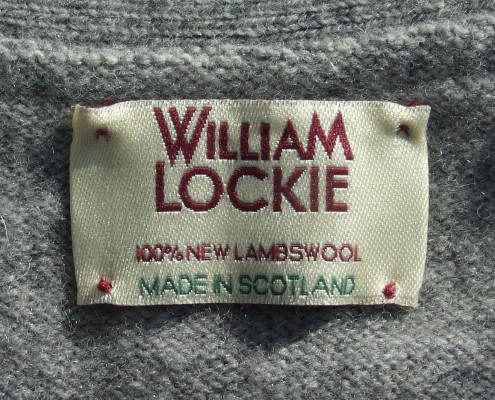 WILLIAM
LOCKIE
100% NEW LAMBSWOOL
MADE IN SCOTLAND